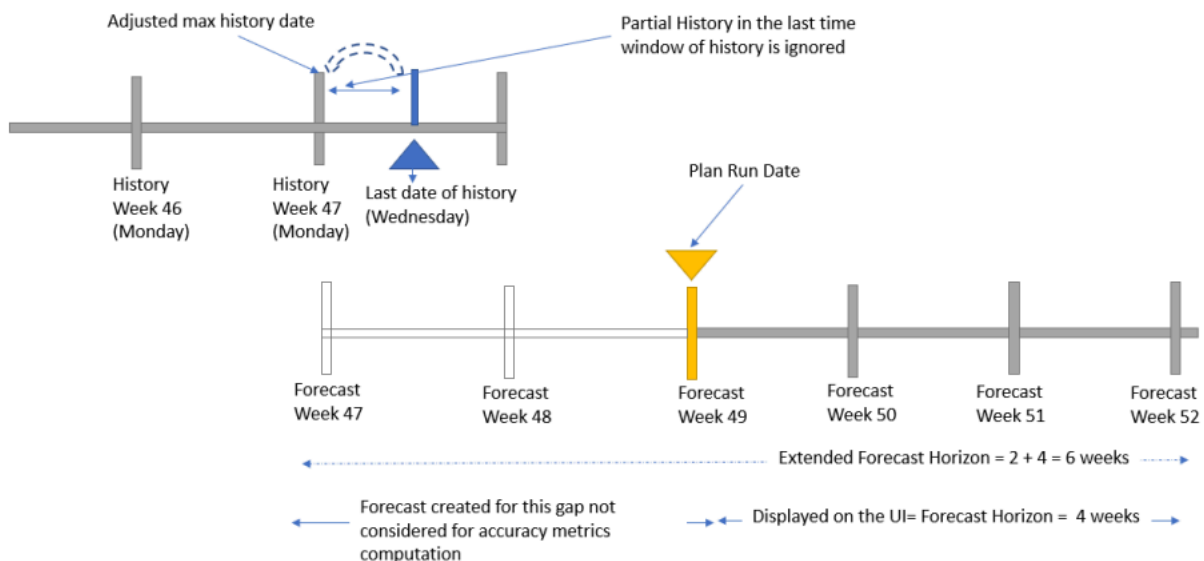 Adjusted max history date
Partial History in the last time
window of history is ignored
History
Week 46
(Monday)
History
Week 47
(Monday)
Last date of history
(Wednesday)
Plan Run Date
Forecast
Week 47
Forecast
Week 48
Forecast
Week 49
Forecast
Week 50
Forecast
Week 51
Forecast
Week 52
Extended Forecast Horizon = 2 + 4 = 6 weeks
Forecast created for this gap not
considered for accuracy metrics
computation
Displayed on the UI= Forecast Horizon =  4 weeks